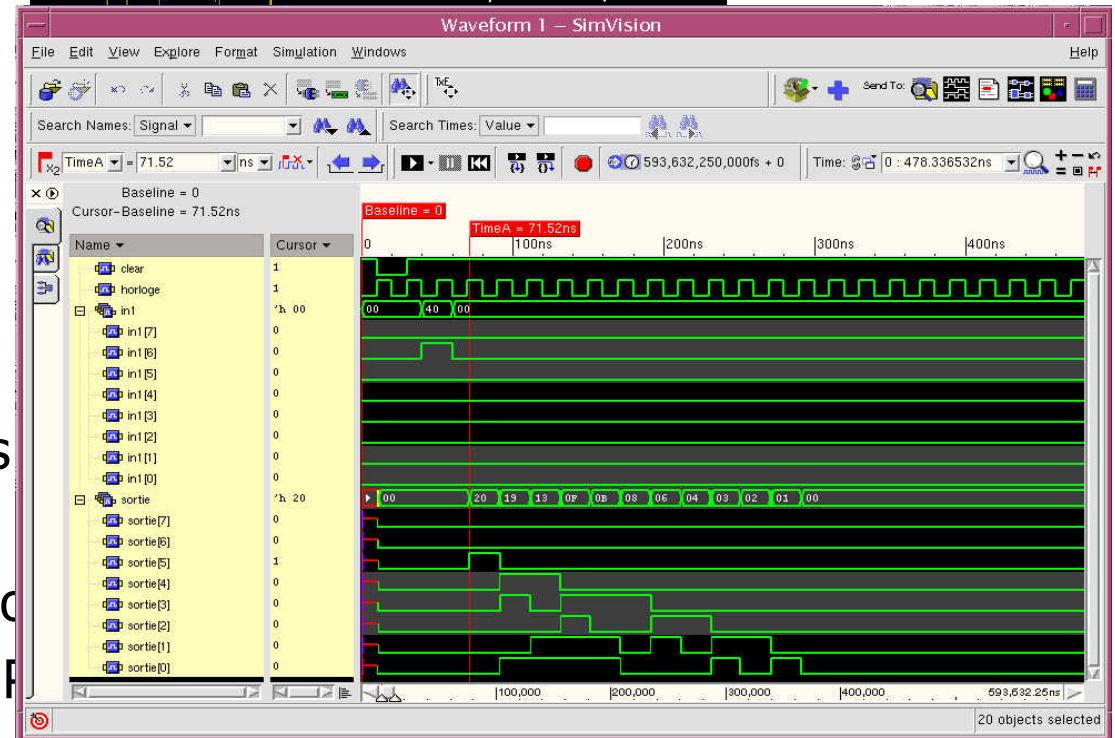 Waveform 1 – SimVision
File Edit View Explore Format Simulation Windows Help
TxE
Send To:
Search Names: Signal Search Times: Value
TimeA = 71.52 ns 593,632,250,000fs + 0 Time: 0 : 478.336532ns
Baseline = 0
Cursor-Baseline = 71.52ns
Baseline = 0
TimeA = 71.52ns
Name Cursor 0 100ns 200ns 300ns 400ns
clear 1
horloge 1
in1 'h 00 00 40 00
in1[7] 0
in1[6] 0
in1[5] 0
in1[4] 0
in1[3] 0
in1[2] 0
in1[1] 0
in1[0] 0
sortie 'h 20 00 20 19 13 0F 0B 08 06 04 03 02 01 00
sortie[7] 0
sortie[6] 0
sortie[5] 1
sortie[4] 0
sortie[3] 0
sortie[2] 0
sortie[1] 0
sortie[0] 0
100,000 200,000 300,000 400,000 593,632.25ns
20 objects selected